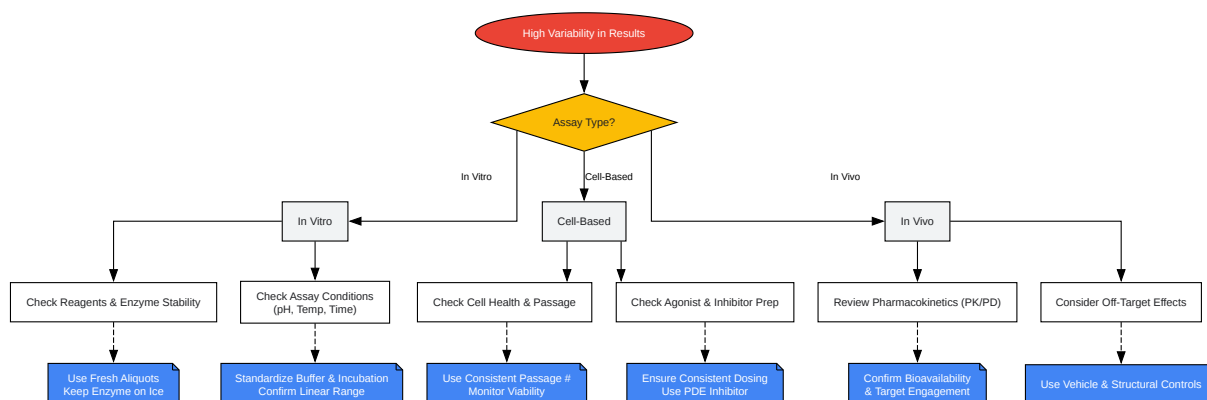 High Variability in Results
Assay Type?
In Vitro
Cell-Based
In Vivo
In Vitro
Cell-Based
In Vivo
Check Reagents & Enzyme Stability
Check Assay Conditions
(pH, Temp, Time)
Check Cell Health & Passage
Check Agonist & Inhibitor Prep
Review Pharmacokinetics (PK/PD)
Consider Off-Target Effects
Use Fresh Aliquots
Keep Enzyme on Ice
Standardize Buffer & Incubation
Confirm Linear Range
Use Consistent Passage #
Monitor Viability
Ensure Consistent Dosing
Use PDE Inhibitor
Confirm Bioavailability
& Target Engagement
Use Vehicle & Structural Controls